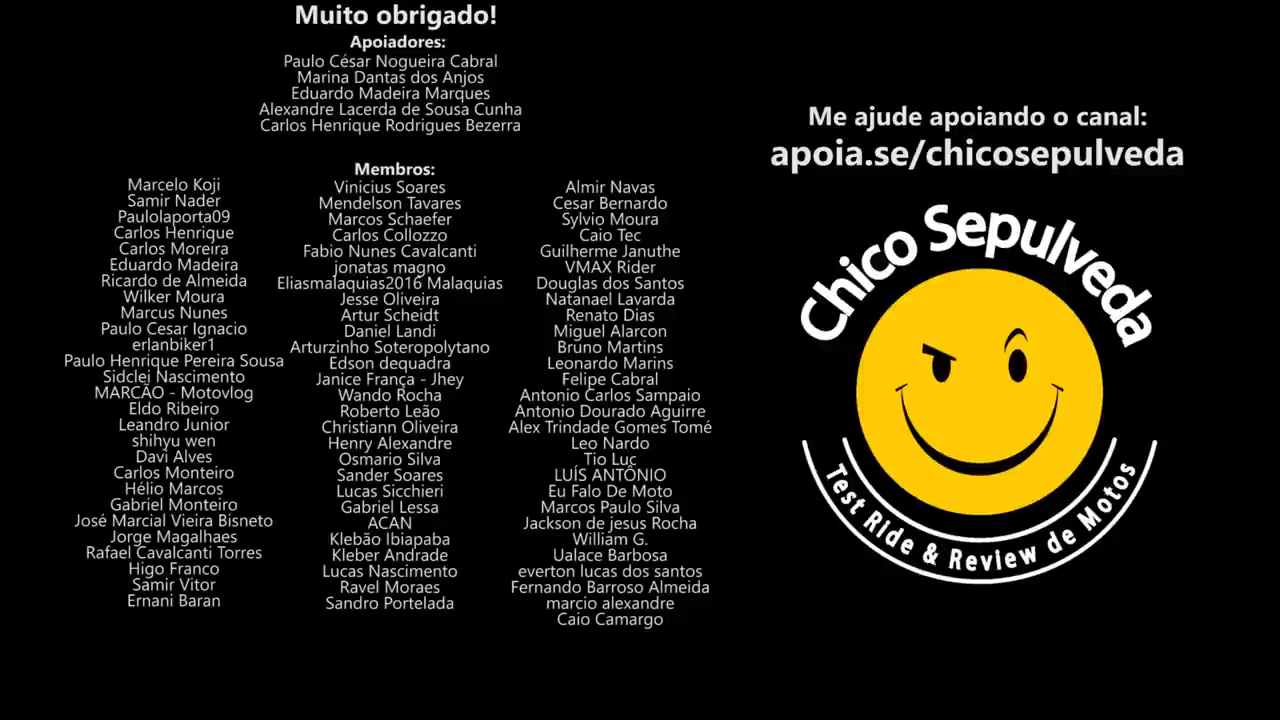 Muito obrigado!
Apoiadores:
Paulo César Nogueira Cabral
Marina Dantas dos Anjos
Eduardo Madeira Marques
Alexandre Lacerda de Sousa Cunha
Carlos Henrique Rodrigues Bezerra
Membros:
Marcelo Koji
Samir Nader
Paulolaporta09
Carlos Henrique
Carlos Moreira
Eduardo Madeira
Ricardo de Almeida
Wilker Moura
Marcus Nunes
Paulo Cesar Ignacio
erlanbiker1
Paulo Henrique Pereira Sousa
Sidclei Nascimento
MARCÃO - Motovlog
Eldo Ribeiro
Leandro Junior
shihyu wen
Davi Alves
Carlos Monteiro
Hélio Marcos
Gabriel Monteiro
José Marcial Vieira Bisneto
Jorge Magalhaes
Rafael Cavalcanti Torres
Higo Franco
Samir Vitor
Ernani Baran
Vinicius Soares
Mendelson Tavares
Marcos Schaefer
Carlos Collozzo
Fabio Nunes Cavalcanti
jonatas magno
Eliasmalaquias2016 Malaquias
Jesse Oliveira
Artur Scheidt
Daniel Landi
Arturzinho Soteropolytano
Edson dequadra
Janice França - Jhey
Wando Rocha
Roberto Leão
Christiann Oliveira
Henry Alexandre
Osmario Silva
Sander Soares
Lucas Sicchieri
Gabriel Lessa
ACAN
Klebão Ibiapaba
Kleber Andrade
Lucas Nascimento
Ravel Moraes
Sandro Portelada
Almir Navas
Cesar Bernardo
Sylvio Moura
Caio Tec
Guilherme Januthe
VMAX Rider
Douglas dos Santos
Natanael Lavarda
Renato Dias
Miguel Alarcon
Bruno Martins
Leonardo Marins
Felipe Cabral
Antonio Carlos Sampaio
Antonio Dourado Aguirre
Alex Trindade Gomes Tomé
Leo Nardo
Tio Luc
LUÍS ANTÔNIO
Eu Falo De Moto
Marcos Paulo Silva
Jackson de jesus Rocha
William G.
Ualace Barbosa
everton lucas dos santos
Fernando Barroso Almeida
marcio alexandre
Caio Camargo
Me ajude apoiando o canal:
apoia.se/chicosepulveda
Chico Sepulveda
Test Ride & Review de Motos